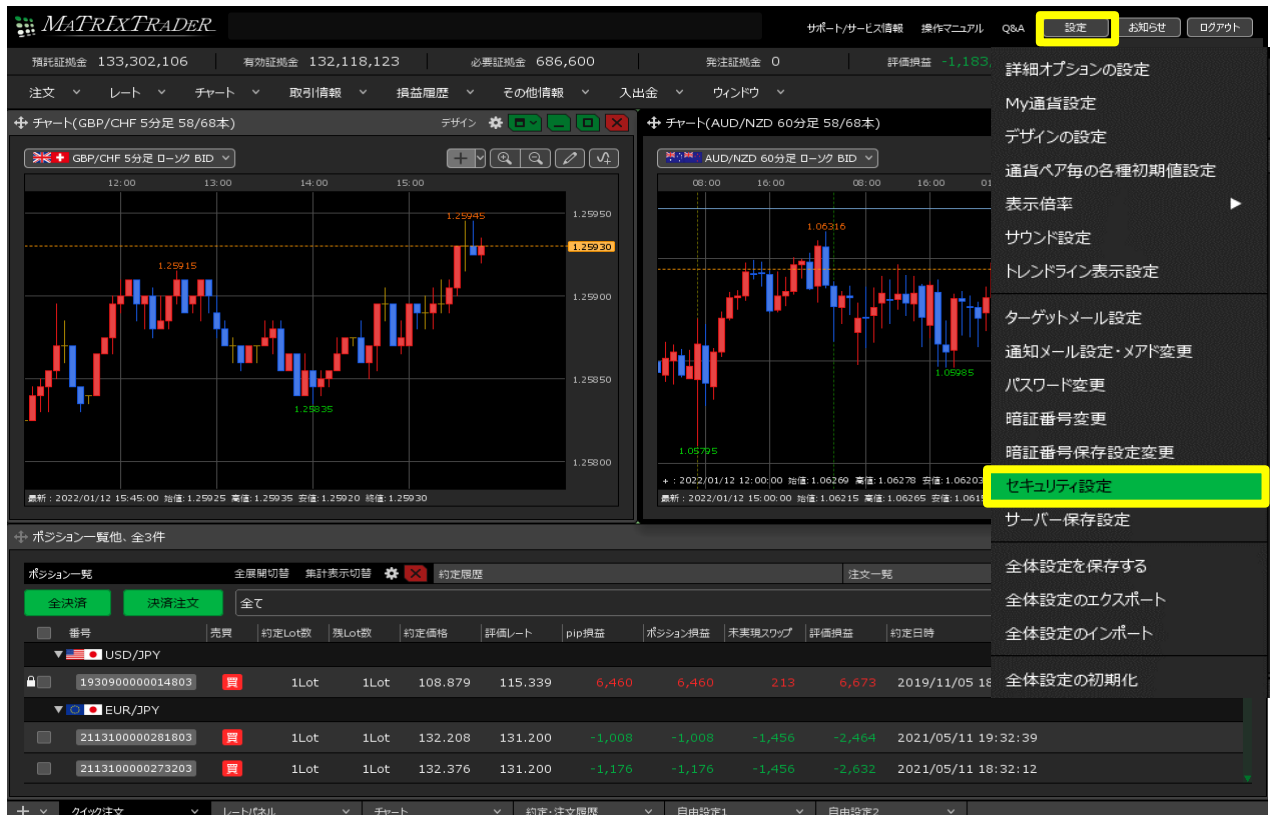 MATRIXTRADER サポート/サービス情報 操作マニュアル Q&A 設定 お知らせ ログアウト
預託証拠金 133,302,106 有効証拠金 132,118,123 必要証拠金 686,600 発注証拠金 0 評価損益 -1,183,
注文 レート チャート 取引情報 損益履歴 その他情報 入出金 ウィンドウ
チャート(GBP/CHF 5分足 58/68本) デザイン
GBP/CHF 5分足 ローソク BID
12:00 13:00 14:00 15:00
1.25945
1.25950
1.25930
1.25915
1.25900
1.25850
1.25835
1.25800
最新 : 2022/01/12 15:45:00 始値:1.25925 高値:1.25935 安値:1.25920 終値:1.25930
チャート(AUD/NZD 60分足 58/68本)
AUD/NZD 60分足 ローソク BID
08:00 16:00 08:00 16:00 01
1.06316
1.05985
1.05795
+ : 2022/01/12 12:00:00 始値:1.06269 高値:1.06278 安値:1.06203
最新 : 2022/01/12 15:00:00 始値:1.06215 高値:1.06265 安値:1.0615
詳細オプションの設定
My通貨設定
デザインの設定
通貨ペア毎の各種初期値設定
表示倍率
サウンド設定
トレンドライン表示設定
ターゲットメール設定
通知メール設定・メアド変更
パスワード変更
暗証番号変更
暗証番号保存設定変更
セキュリティ設定
サーバー保存設定
全体設定を保存する
全体設定のエクスポート
全体設定のインポート
全体設定の初期化
ポジション一覧他、全3件
ポジション一覧 全展開切替 集計表示切替 約定履歴 注文一覧
全決済 決済注文 全て
番号 売買 約定Lot数 残Lot数 約定価格 評価レート pip損益 ポジション損益 未実現スワップ 評価損益 約定日時
USD/JPY
1930900000014803 買 1Lot 1Lot 108.879 115.339 6,460 6,460 213 6,673 2019/11/05 18
EUR/JPY
2113100000281803 買 1Lot 1Lot 132.208 131.200 -1,008 -1,008 -1,456 -2,464 2021/05/11 19:32:39
2113100000273203 買 1Lot 1Lot 132.376 131.200 -1,176 -1,176 -1,456 -2,632 2021/05/11 18:32:12
クイック注文 レートパネル チャート 約定・注文履歴 自由設定1 自由設定2